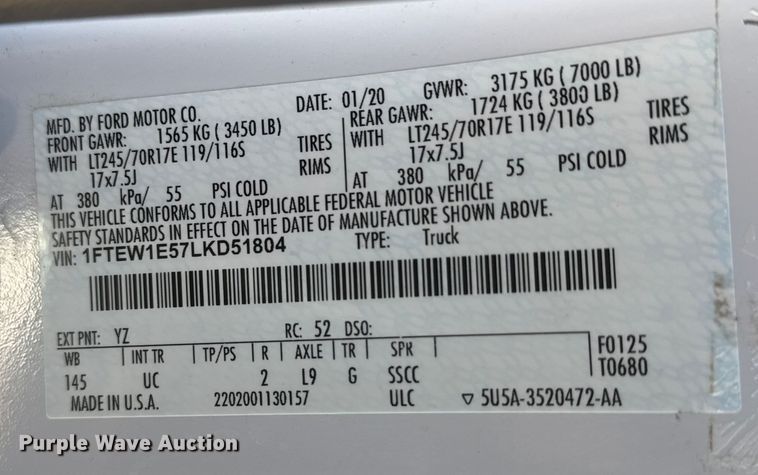 MFD. BY FORD MOTOR CO. DATE: 01/20 GVWR: 3175 KG ( 7000 LB)
FRONT GAWR: 1565 KG ( 3450 LB) REAR GAWR: 1724 KG ( 3800 LB)
WITH LT245/70R17E 119/116S TIRES WITH LT245/70R17E 119/116S TIRES
17x7.5J RIMS 17x7.5J RIMS
AT 380 kPa/ 55 PSI COLD AT 380 kPa/ 55 PSI COLD
THIS VEHICLE CONFORMS TO ALL APPLICABLE FEDERAL MOTOR VEHICLE
SAFETY STANDARDS IN EFFECT ON THE DATE OF MANUFACTURE SHOWN ABOVE.
VIN: 1FTEW1E57LKD51804 TYPE: Truck
EXT PNT: YZ RC: 52 DSO:
WB INT TR TP/PS R AXLE TR SPR F0125
145 UC 2 L9 G SSCC T0680
MADE IN U.S.A. 2202001130157 ULC ▽ 5U5A-3520472-AA
Purple Wave Auction